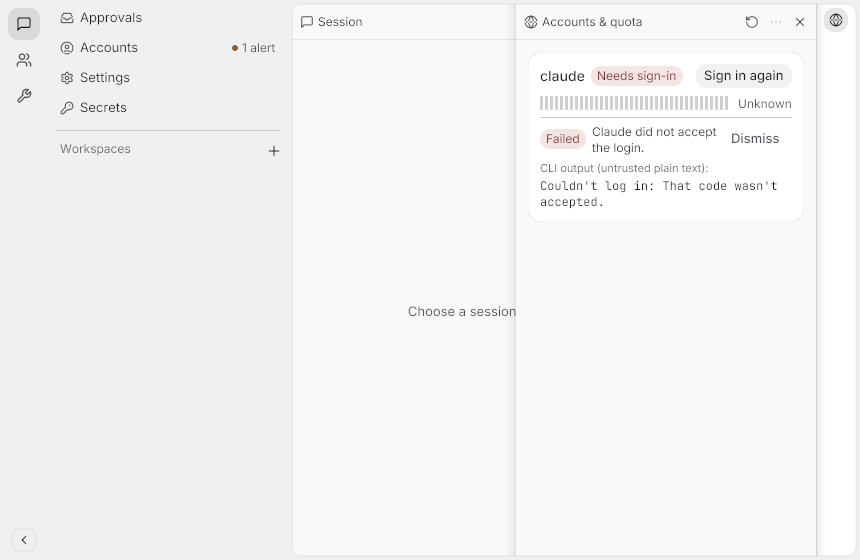 Approvals
Accounts
1 alert
Settings
Secrets
Workspaces
Session
Choose a session
Accounts & quota
claude
Needs sign-in
Sign in again
Unknown
Failed
Claude did not accept
the login.
Dismiss
CLI output (untrusted plain text):
Couldn't log in: That code wasn't
accepted.